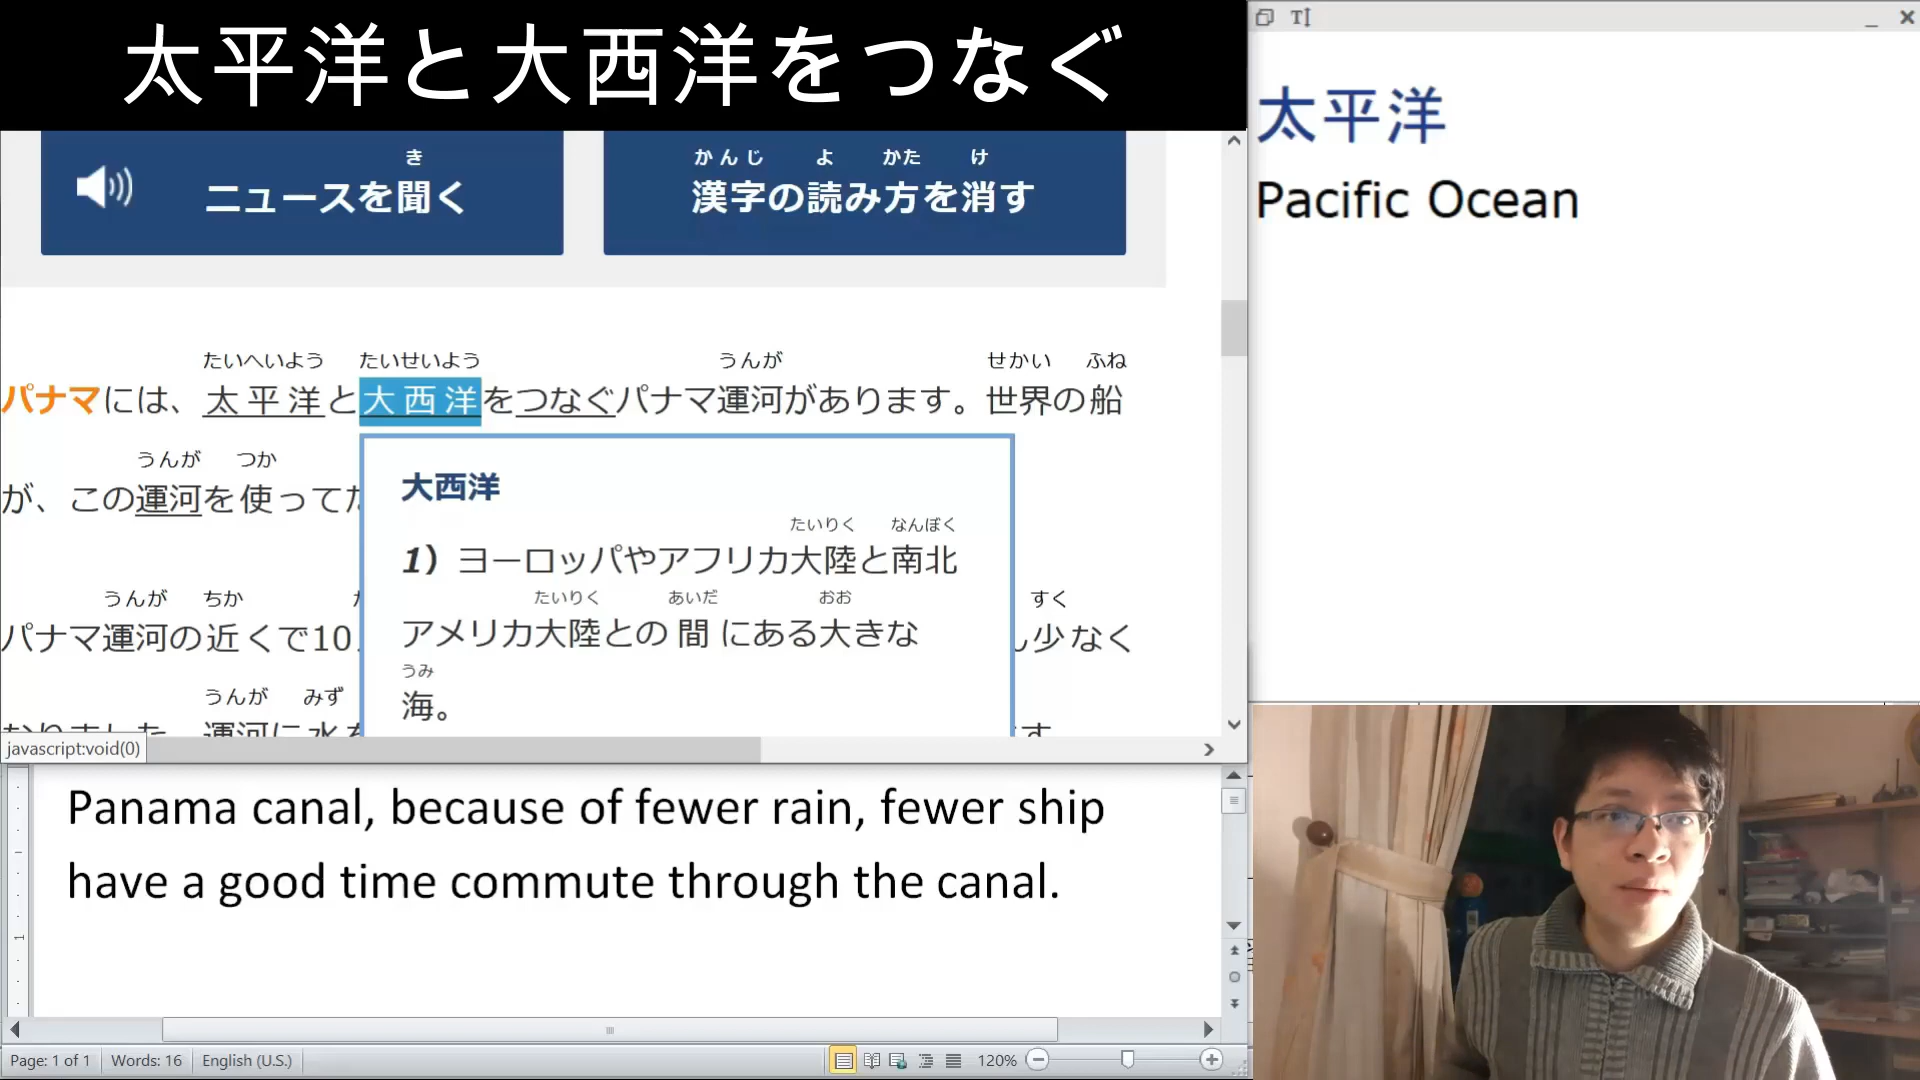 太平洋と大西洋をつなぐ
き
ニュースを聞く
かんじ よ かた け
漢字の読み方を消す
たいへいよう たいせいよう うんが せかい ふね
パナマには、太平洋と大西洋をつなぐパナマ運河があります。世界の船
うんが つか
が、この運河を使って
大西洋
たいりく なんぼく
1）ヨーロッパやアフリカ大陸と南北
たいりく あいだ おお
アメリカ大陸との間にある大きな
うみ
海。
うんが ちか すく
パナマ運河の近くで10 少なく
うんが みず
なりました。運河に水 す
javascript:void(0)
太平洋
Pacific Ocean
Panama canal, because of fewer rain, fewer ship
have a good time commute through the canal.
Page: 1 of 1 Words: 16 English (U.S.) 120%